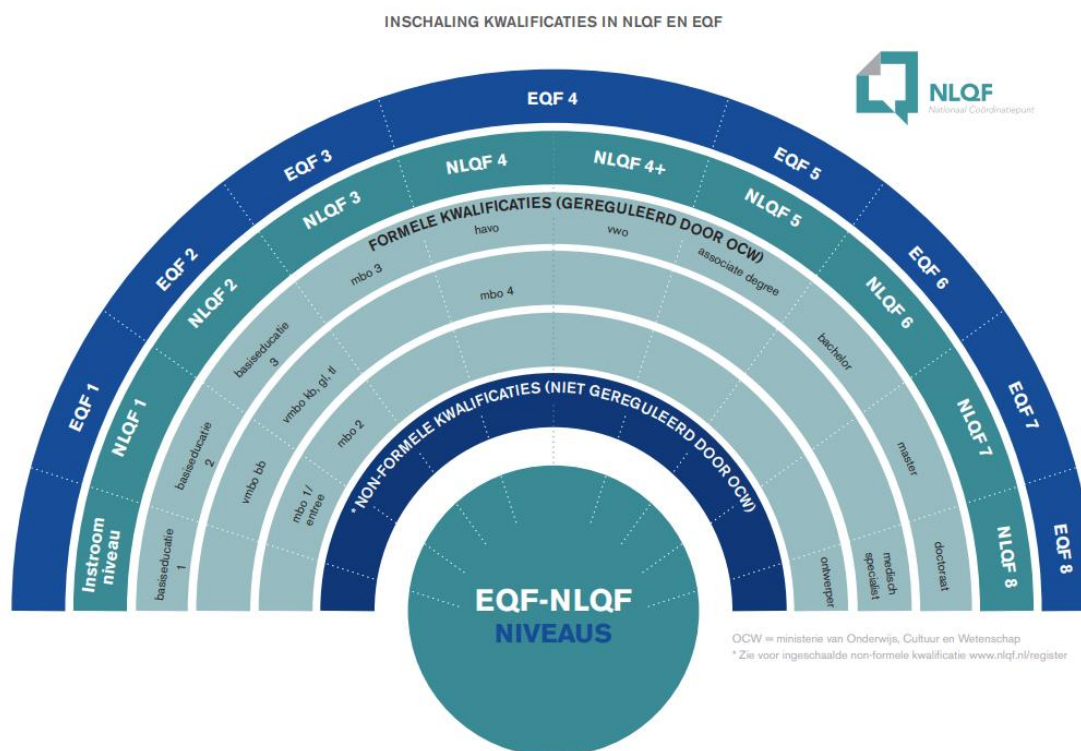 INSCHALING KWALIFICATIES IN NLQF EN EQF
NLQF
Nationaal Coördinatiepunt
EQF 1
EQF 2
EQF 3
EQF 4
EQF 5
EQF 6
EQF 7
EQF 8
Instroom
niveau
NLQF 1
NLQF 2
NLQF 3
NLQF 4
NLQF 4+
NLQF 5
NLQF 6
NLQF 7
NLQF 8
FORMELE KWALIFICATIES (GEREGULEERD DOOR OCW)
basiseducatie
1
basiseducatie
2
basiseducatie
3
mbo 3
havo
vwo
associate degree
bachelor
master
doctoraat
vmbo bb
vmbo kb, gl, tl
mbo 4
medisch
specialist
mbo 1/
entree
mbo 2
ontwerper
* NON-FORMELE KWALIFICATIES (NIET GEREGULEERD DOOR OCW)
EQF-NLQF
NIVEAUS
OCW = ministerie van Onderwijs, Cultuur en Wetenschap
* Zie voor ingeschaalde non-formele kwalificatie www.nlqf.nl/register